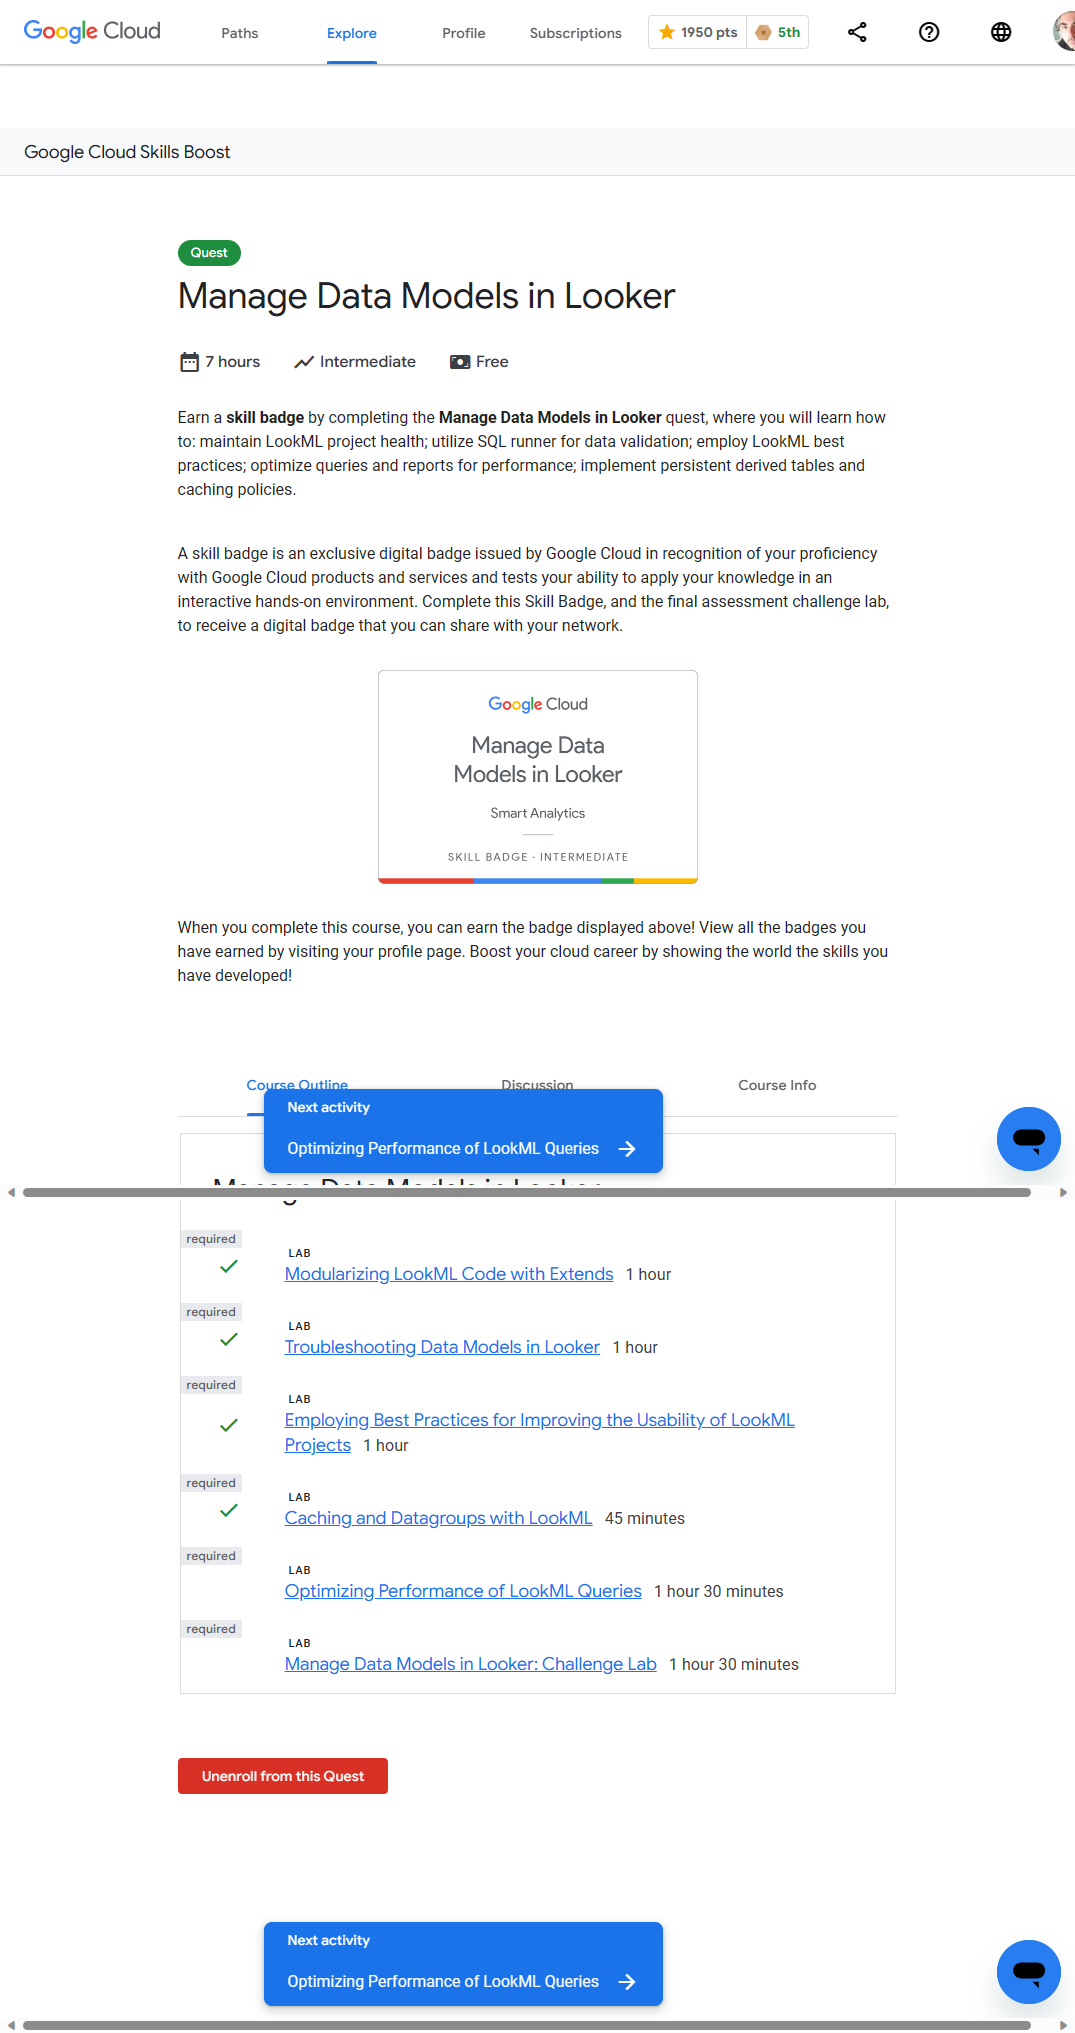 Google Cloud
Paths
Explore
Profile
Subscriptions
1950 pts
5th
Google Cloud Skills Boost
Quest
Manage Data Models in Looker
7 hours
Intermediate
Free
Earn a skill badge by completing the Manage Data Models in Looker quest, where you will learn how
to: maintain LookML project health; utilize SQL runner for data validation; employ LookML best
practices; optimize queries and reports for performance; implement persistent derived tables and
caching policies.
A skill badge is an exclusive digital badge issued by Google Cloud in recognition of your proficiency
with Google Cloud products and services and tests your ability to apply your knowledge in an
interactive hands-on environment. Complete this Skill Badge, and the final assessment challenge lab,
to receive a digital badge that you can share with your network.
Google Cloud
Manage Data
Models in Looker
Smart Analytics
SKILL BADGE · INTERMEDIATE
When you complete this course, you can earn the badge displayed above! View all the badges you
have earned by visiting your profile page. Boost your cloud career by showing the world the skills you
have developed!
Course Outline
Discussion
Course Info
Next activity
Optimizing Performance of LookML Queries
Manage Data Models in Looker
required
LAB
Modularizing LookML Code with Extends 1 hour
required
LAB
Troubleshooting Data Models in Looker 1 hour
required
LAB
Employing Best Practices for Improving the Usability of LookML
Projects 1 hour
required
LAB
Caching and Datagroups with LookML 45 minutes
required
LAB
Optimizing Performance of LookML Queries 1 hour 30 minutes
required
LAB
Manage Data Models in Looker: Challenge Lab 1 hour 30 minutes
Unenroll from this Quest
Next activity
Optimizing Performance of LookML Queries